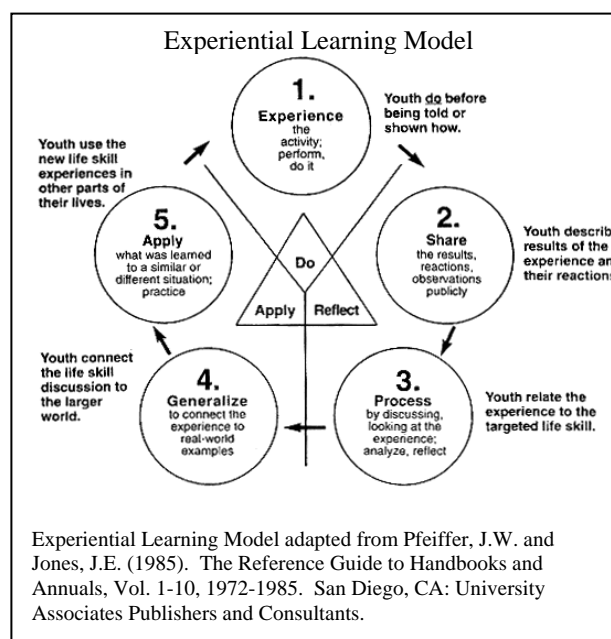 Experiential Learning Model
1.
Experience
the
activity;
perform,
do it
Youth do before
being told or
shown how.
2.
Share
the results,
reactions,
observations
publicly
Youth describ
results of the
experience an
their reactions
3.
Process
by discussing,
looking at the
experience;
analyze, reflect
Youth relate the
experience to the
targeted life skill.
4.
Generalize
to connect the
experience to
real-world
examples
Youth connect
the life skill
discussion to
the larger
world.
5.
Apply
what was learned
to a similar or
different situation;
practice
Youth use the
new life skill
experiences in
other parts of
their lives.
Do
Apply
Reflect
Experiential Learning Model adapted from Pfeiffer, J.W. and
Jones, J.E. (1985).  The Reference Guide to Handbooks and
Annuals, Vol. 1-10, 1972-1985.  San Diego, CA: University
Associates Publishers and Consultants.